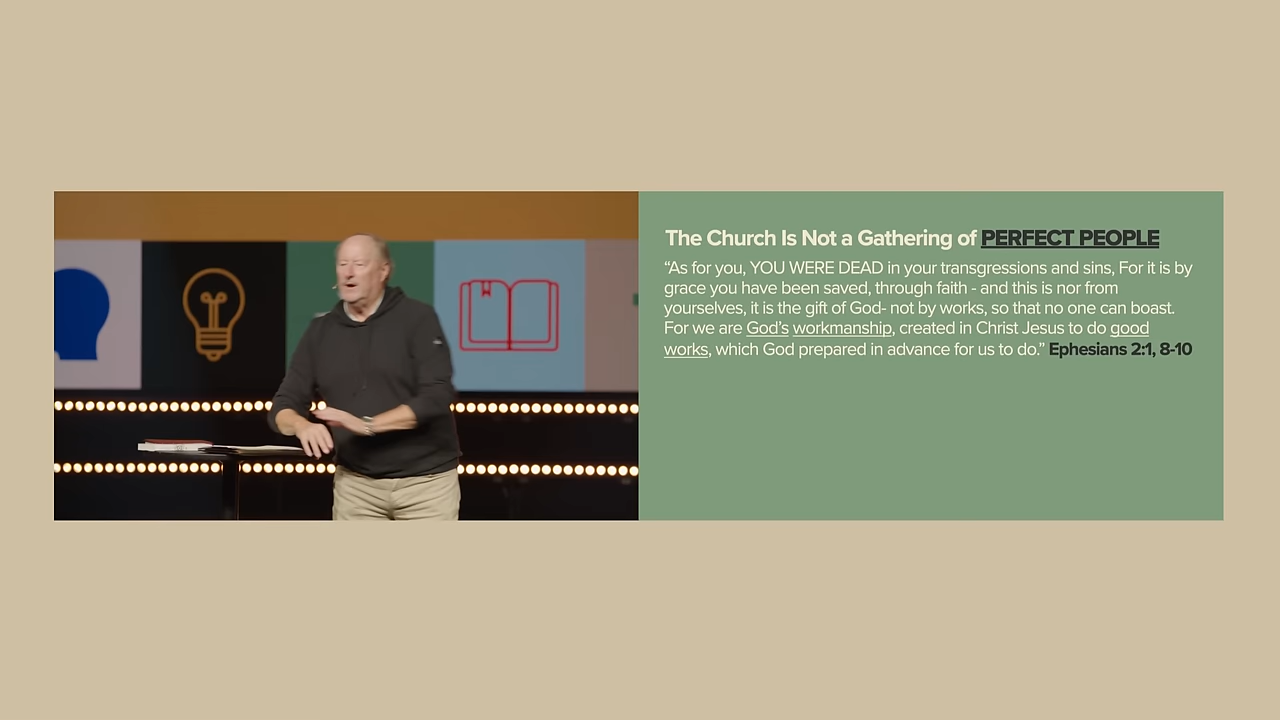 The Church Is Not a Gathering of PERFECT PEOPLE
“As for you, YOU WERE DEAD in your transgressions and sins, For it is by
grace you have been saved, through faith - and this is nor from
yourselves, it is the gift of God- not by works, so that no one can boast.
For we are God’s workmanship, created in Christ Jesus to do good
works, which God prepared in advance for us to do.” Ephesians 2:1, 8-10